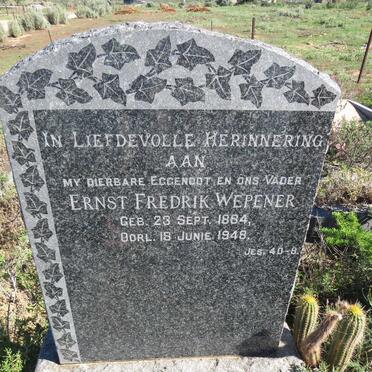 IN LIEFDEVOLLE HERINNERING
AAN
MY DIERBARE EGGENOOT EN ONS VADER
ERNST FREDRIK WEPENER
GEB. 23 SEPT. 1884,
OORL. 18 JUNIE. 1948.
JES: 40-8.